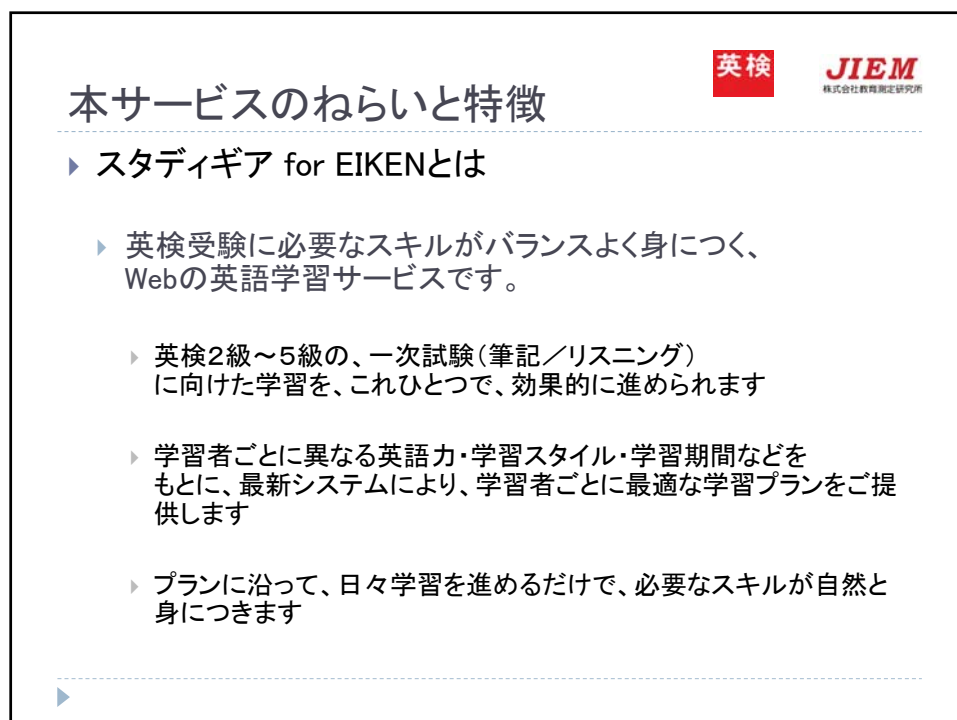 英検
JIEM
株式会社教育測定研究所
本サービスのねらいと特徴
スタディギア for EIKENとは
英検受験に必要なスキルがバランスよく身につく、
Webの英語学習サービスです。
英検２級～５級の、一次試験（筆記／リスニング）
に向けた学習を、これひとつで、効果的に進められます
学習者ごとに異なる英語力・学習スタイル・学習期間などを
もとに、最新システムにより、学習者ごとに最適な学習プランをご提
供します
プランに沿って、日々学習を進めるだけで、必要なスキルが自然と
身につきます